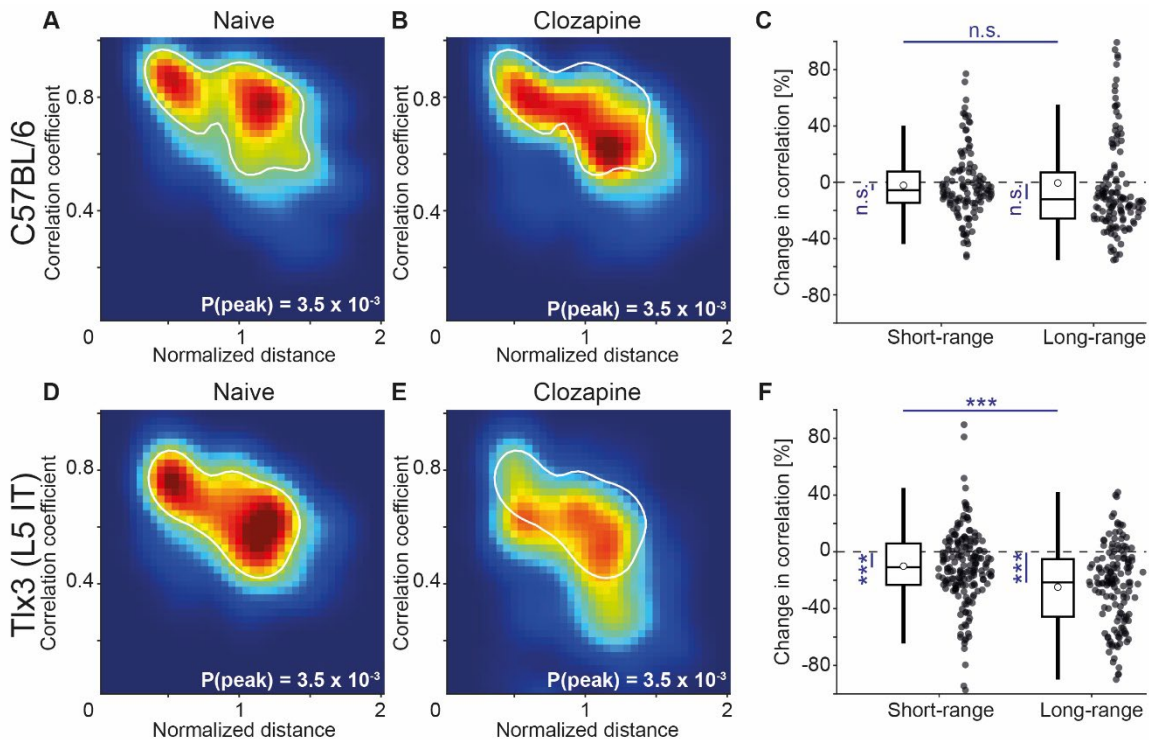 A
Naive
B
Clozapine
C
C57BL/6
Correlation coefficient
0.8
0.4
P(peak) = 3.5 x 10-3
0
1
2
Normalized distance
Correlation coefficient
0.8
0.4
P(peak) = 3.5 x 10-3
0
1
2
Normalized distance
Change in correlation [%]
80
40
0
-40
-80
n.s.
n.s.
n.s.
Short-range
Long-range
D
Naive
E
Clozapine
F
Tlx3 (L5 IT)
Correlation coefficient
0.8
0.4
P(peak) = 3.5 x 10-3
0
1
2
Normalized distance
Correlation coefficient
0.8
0.4
P(peak) = 3.5 x 10-3
0
1
2
Normalized distance
Change in correlation [%]
80
40
0
-40
-80
***
***
***
Short-range
Long-range